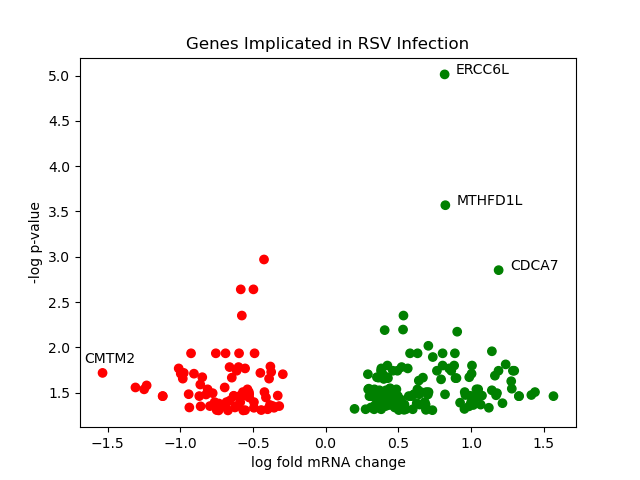 Genes Implicated in RSV Infection
5.0
ERCC6L
4.5
4.0
3.5
MTHFD1L
3.0
CDCA7
2.5
2.0
CMTM2
1.5
-log p-value
−1.5 −1.0 −0.5 0.0 0.5 1.0 1.5
log fold mRNA change